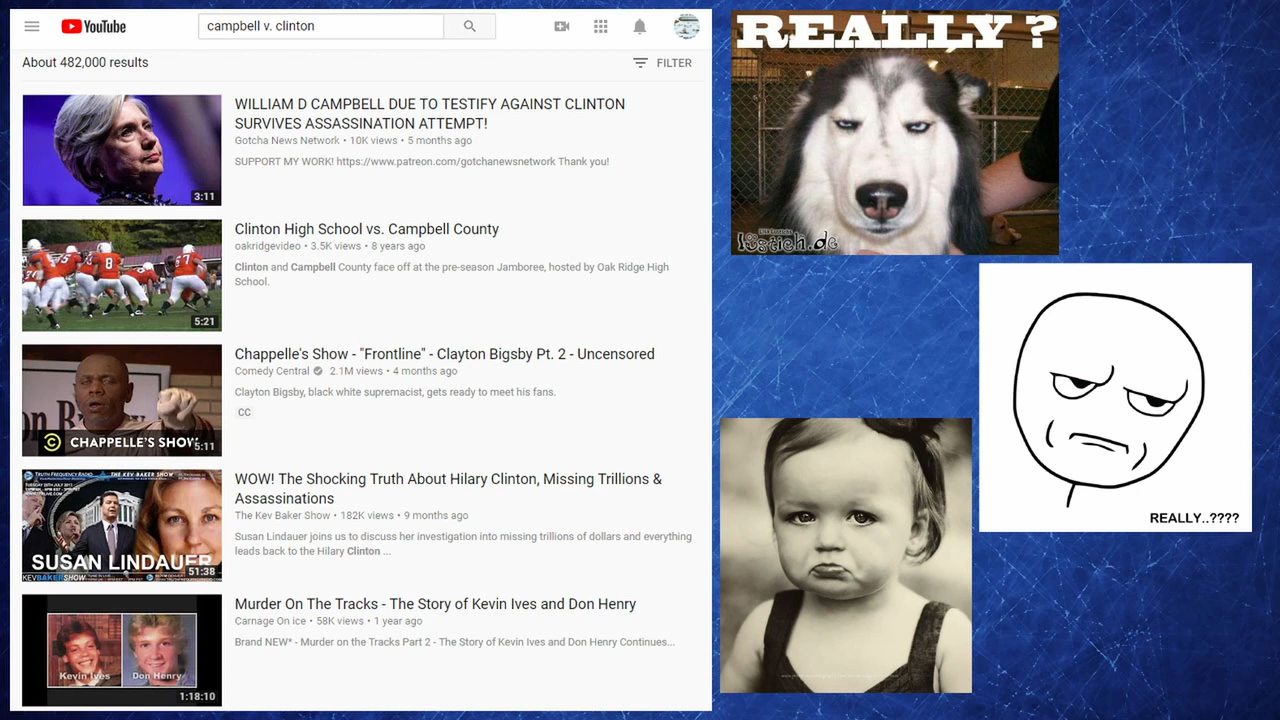 YouTube
campbell v. clinton
About 482,000 results
FILTER
WILLIAM D CAMPBELL DUE TO TESTIFY AGAINST CLINTON
SURVIVES ASSASSINATION ATTEMPT!
Gotcha News Network • 10K views • 5 months ago
SUPPORT MY WORK! https://www.patreon.com/gotchanewsnetwork Thank you!
3:11
Clinton High School vs. Campbell County
oakridgevideo • 3.5K views • 8 years ago
Clinton and Campbell County face off at the pre-season Jamboree, hosted by Oak Ridge High
School.
5:21
Chappelle's Show - "Frontline" - Clayton Bigsby Pt. 2 - Uncensored
Comedy Central 2.1M views • 4 months ago
Clayton Bigsby, black white supremacist, gets ready to meet his fans.
CC
CHAPPELLE'S SHOW
5:11
WOW! The Shocking Truth About Hilary Clinton, Missing Trillions &
Assassinations
The Kev Baker Show • 182K views • 9 months ago
Susan Lindauer joins us to discuss her investigation into missing trillions of dollars and everything
leads back to the Hilary Clinton ...
TRUTH FREQUENCY RADIO
THE KEV BAKER SHOW
SUSAN LINDAUER
51:38
KEVBAKERSHOW
Murder On The Tracks - The Story of Kevin Ives and Don Henry
Carnage On ice • 58K views • 1 year ago
Brand NEW* - Murder on the Tracks Part 2 - The Story of Kevin Ives and Don Henry Continues...
Kevin Ives
Don Henry
1:18:10
REALLY ?
lustich.de
REALLY..????